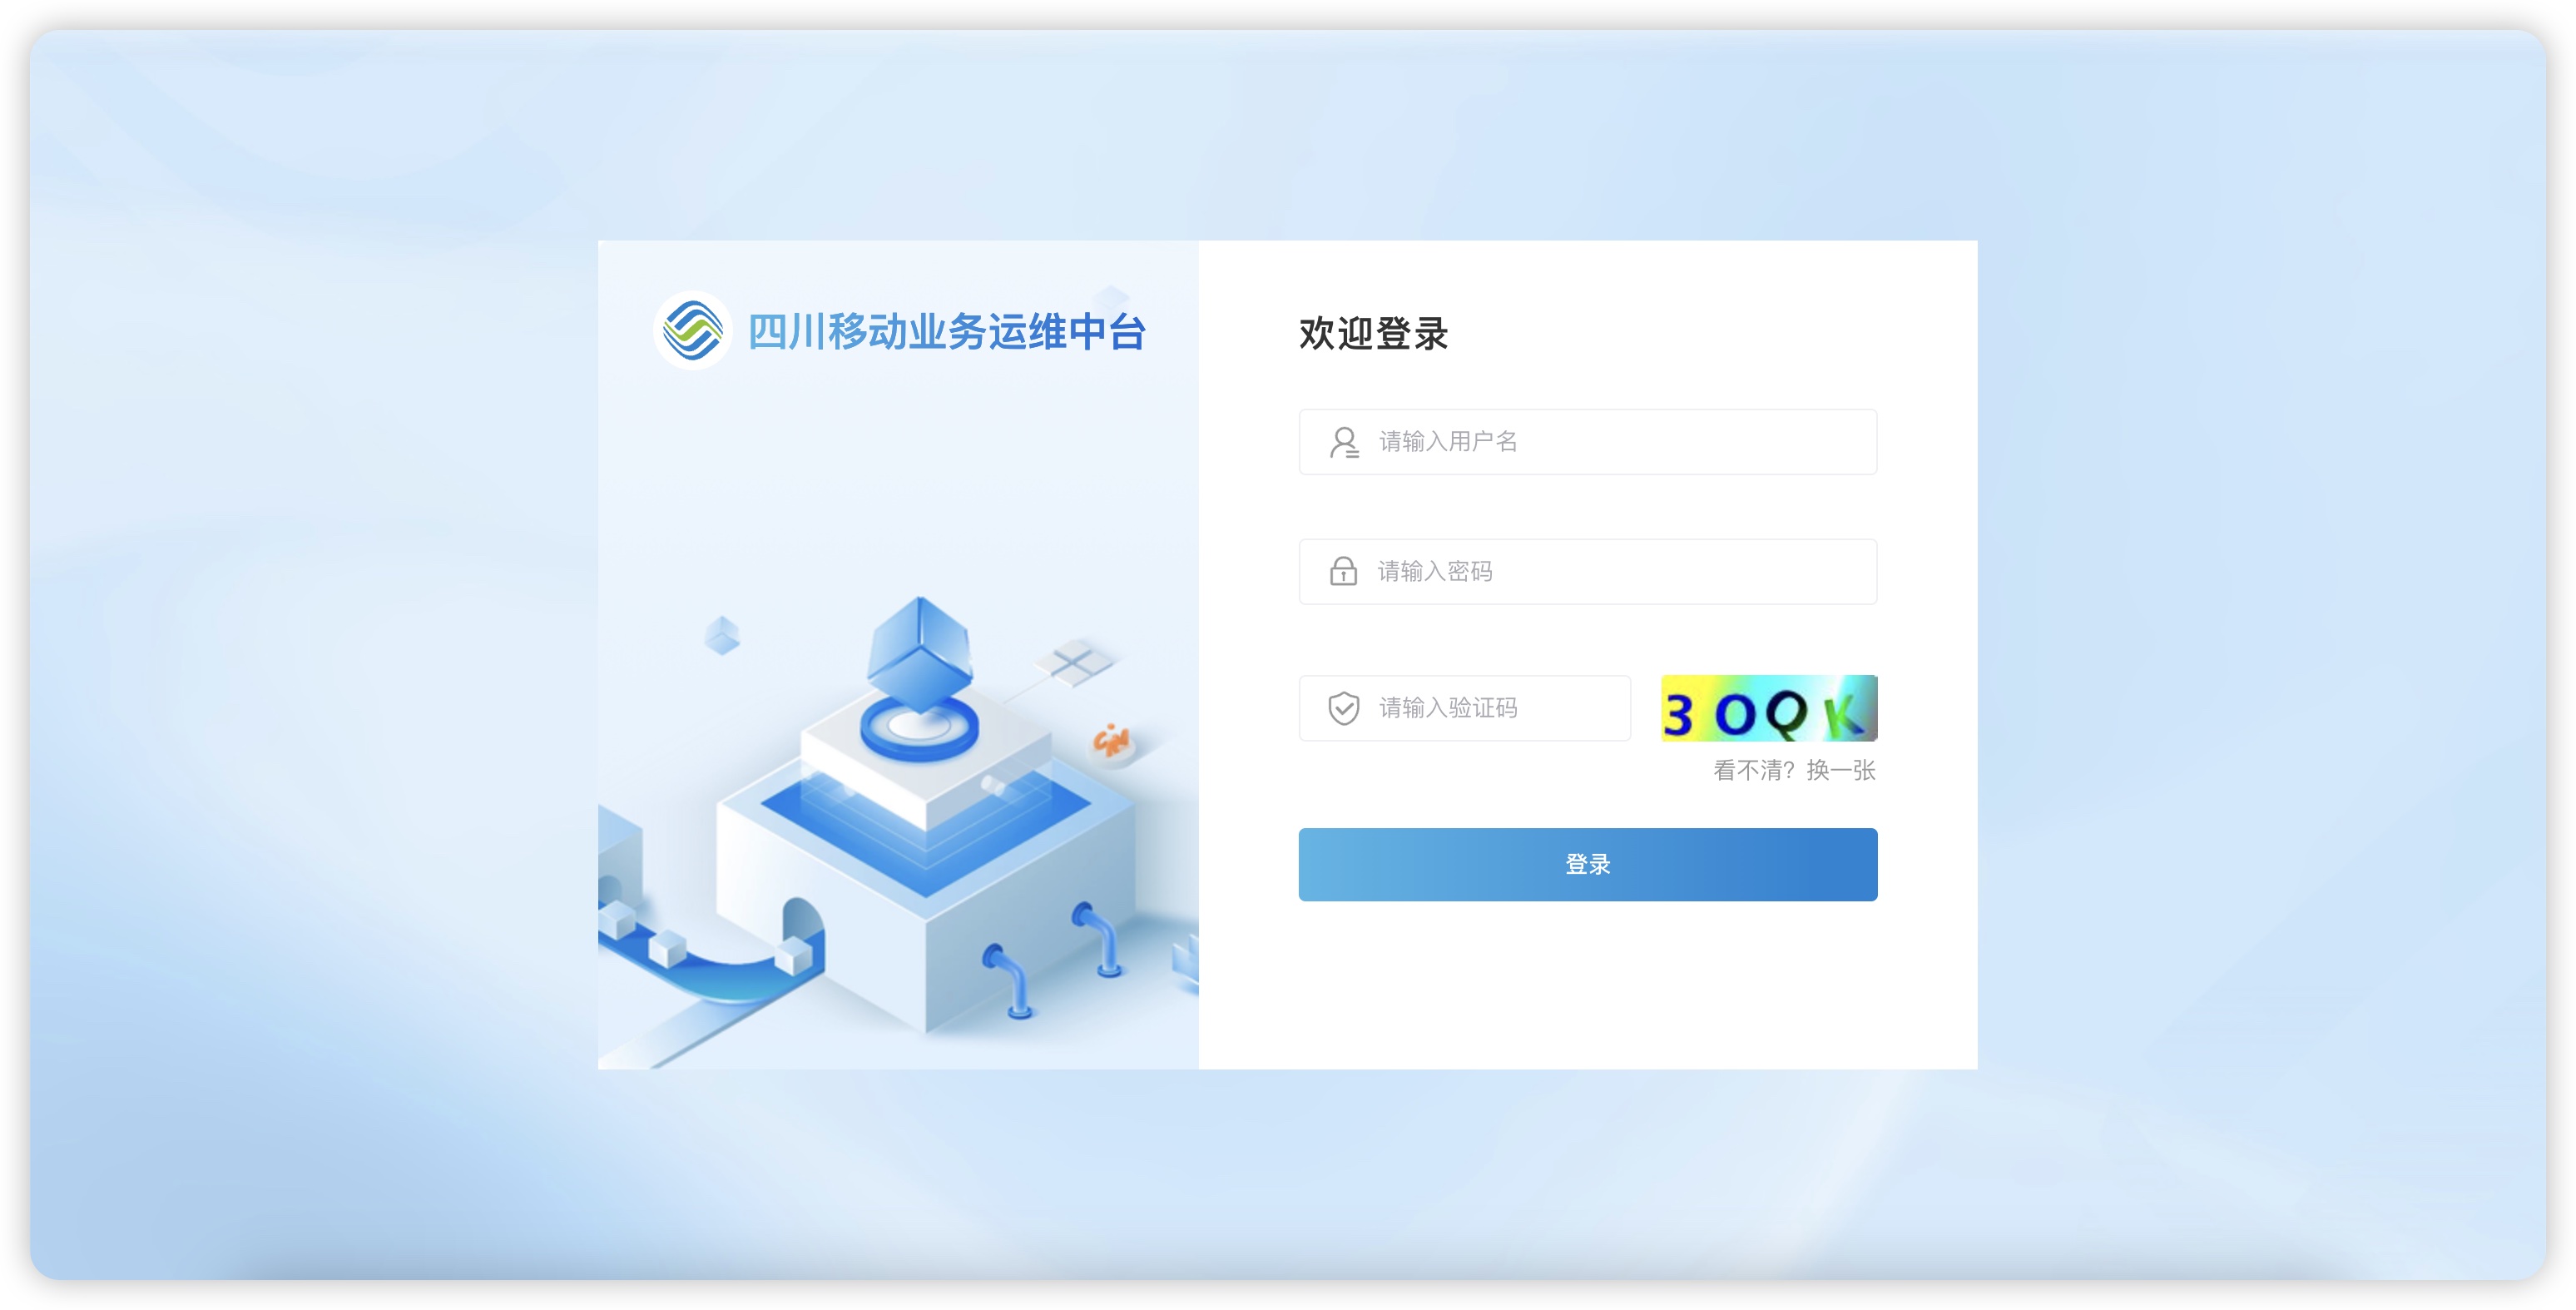 四川移动业务运维中台
欢迎登录
请输入用户名
请输入密码
请输入验证码
3OQK
看不清？换一张
登录